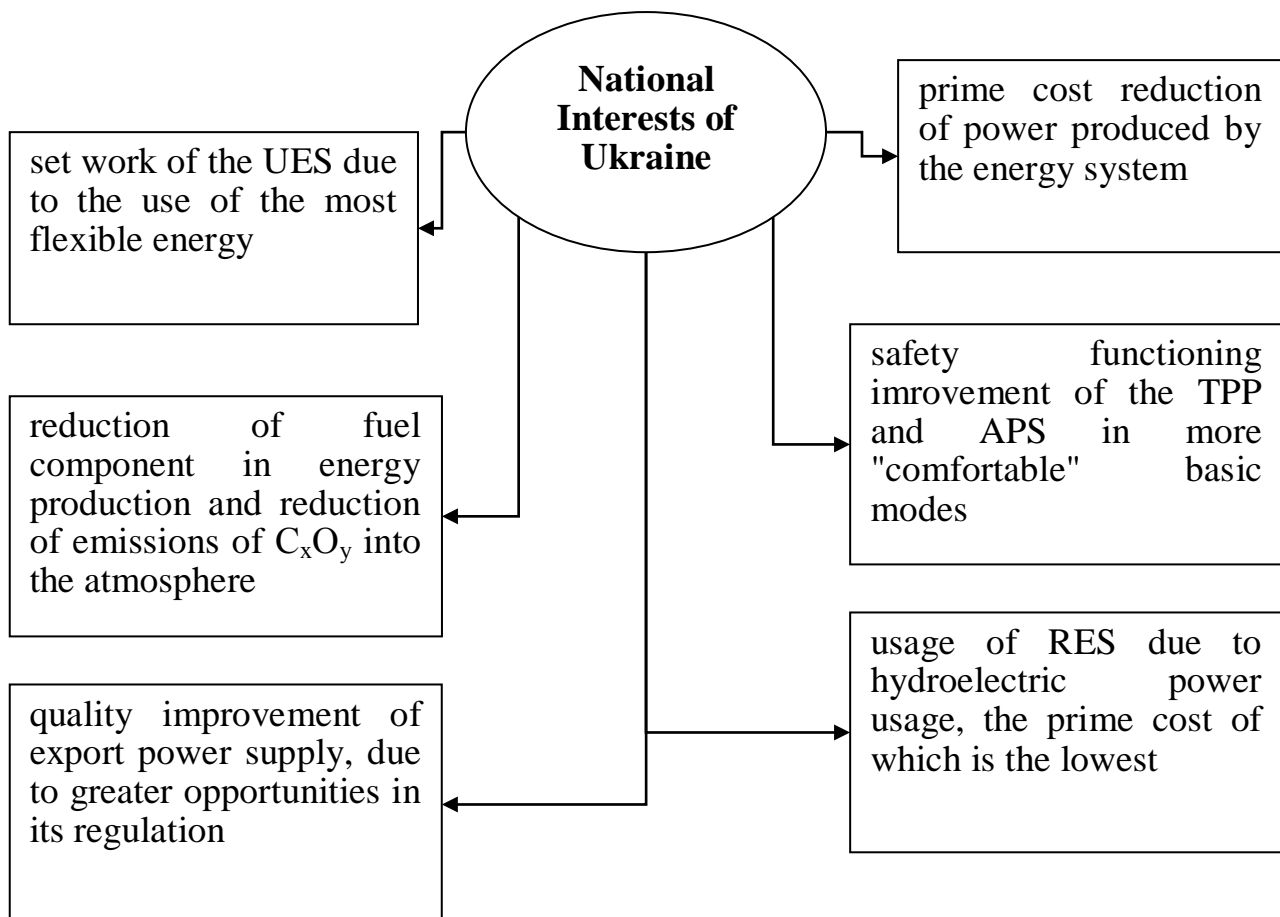 National
Interests of
Ukraine
prime cost reduction
of power produced by
the energy system
set work of the UES due
to the use of the most
flexible energy
safety functioning
imrovement of the TPP
and APS in more
"comfortable" basic
modes
reduction of fuel
component in energy
production and reduction
of emissions of CₓOᵧ into
the atmosphere
usage of RES due to
hydroelectric power
usage, the prime cost of
which is the lowest
quality improvement of
export power supply, due
to greater opportunities in
its regulation